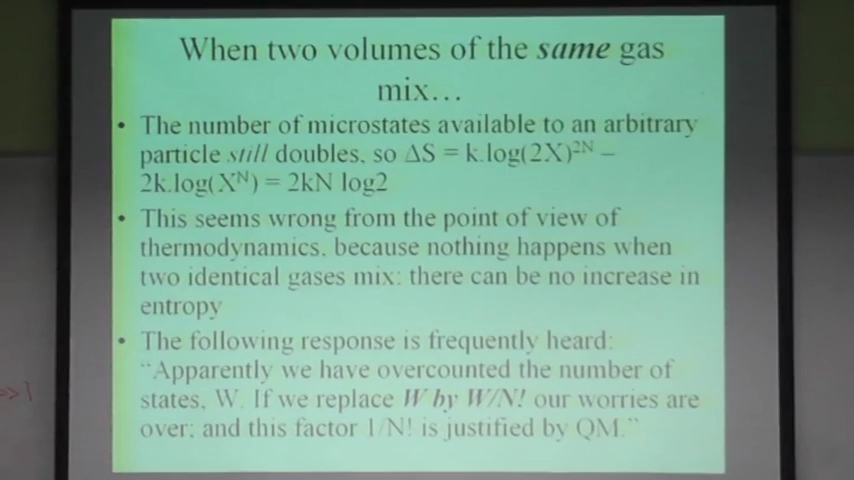 When two volumes of the same gas
mix…
• The number of microstates available to an arbitrary
particle still doubles, so ΔS = k.log(2X)²ᴺ –
2k.log(Xᴺ) = 2kN log2
• This seems wrong from the point of view of
thermodynamics, because nothing happens when
two identical gases mix: there can be no increase in
entropy
• The following response is frequently heard:
“Apparently we have overcounted the number of
states, W. If we replace W by W/N! our worries are
over; and this factor 1/N! is justified by QM.”